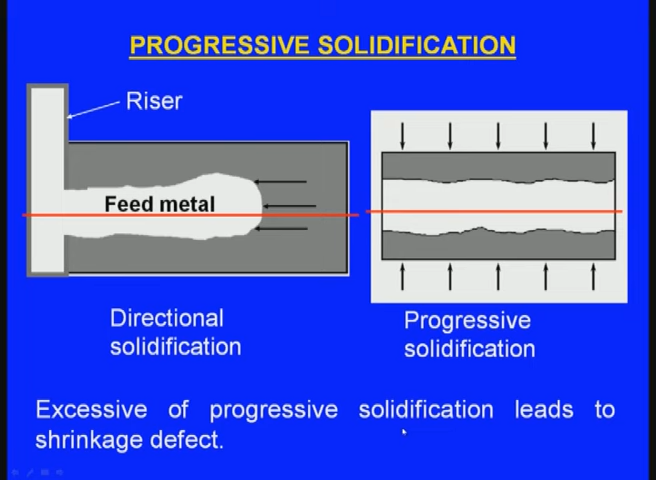 PROGRESSIVE SOLIDIFICATION
Riser
Feed metal
Directional
solidification
Progressive
solidification
Excessive of progressive solidification leads to
shrinkage defect.